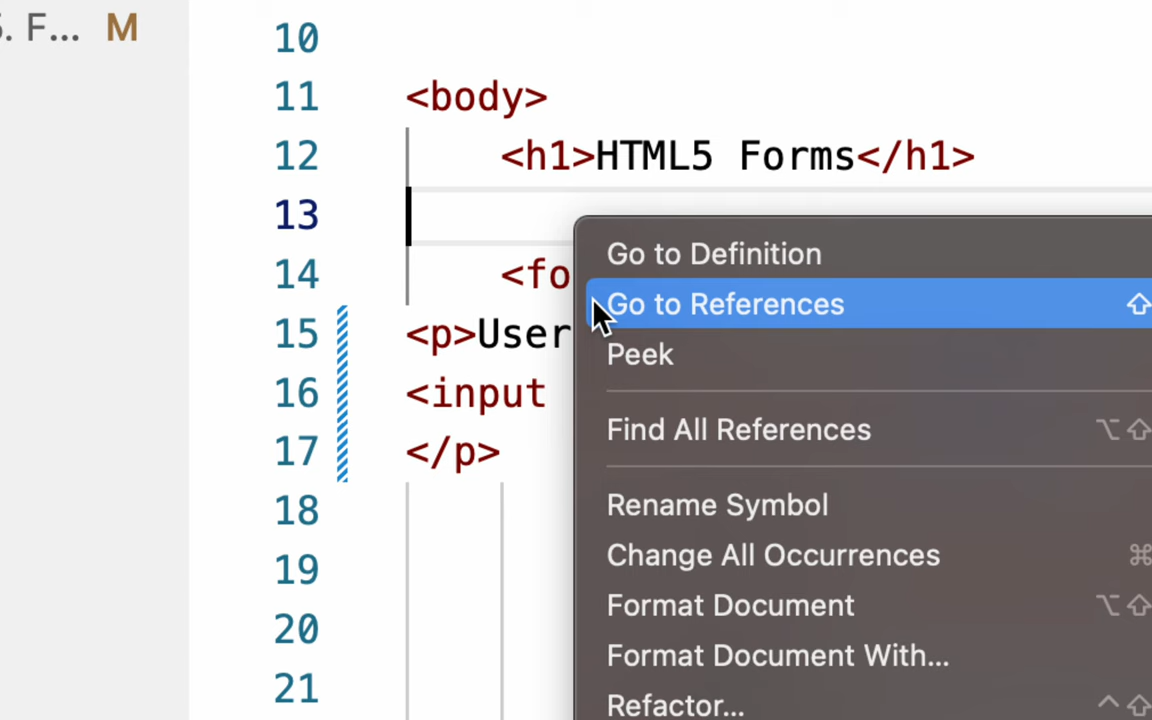 5. F... M
10
11 <body>
12 <h1>HTML5 Forms</h1>
13
14 <fo
15 <p>User
16 <input
17 </p>
18
19
20
21
Go to Definition
Go to References ⇧
Peek
Find All References ⌥⇧
Rename Symbol
Change All Occurrences ⌘
Format Document ⌥⇧
Format Document With...
Refactor... ^⇧